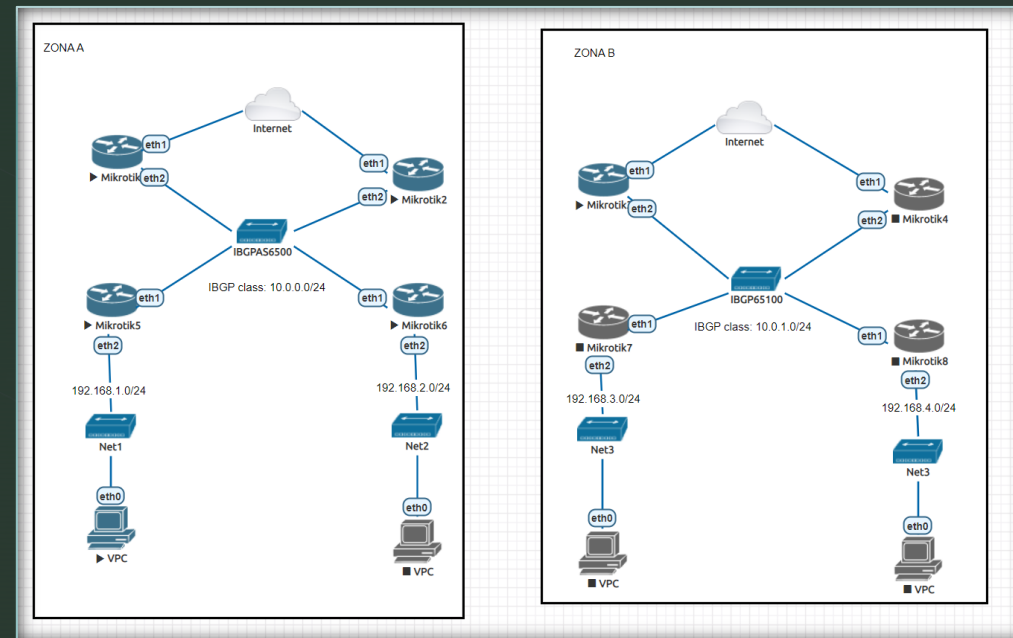 ZONA A
Internet
eth1
Mikrotik
eth2
eth1
eth2
Mikrotik2
IBGPAS6500
IBGP class: 10.0.0.0/24
eth1
Mikrotik5
eth2
eth1
Mikrotik6
eth2
192.168.1.0/24
192.168.2.0/24
Net1
Net2
eth0
VPC
eth0
VPC
ZONA B
Internet
eth1
Mikrotik
eth2
eth1
eth2
Mikrotik4
IBGP65100
IBGP class: 10.0.1.0/24
eth1
Mikrotik7
eth2
eth1
Mikrotik8
eth2
192.168.3.0/24
192.168.4.0/24
Net3
Net3
eth0
VPC
eth0
VPC